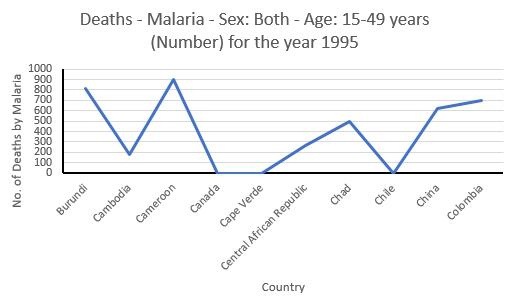 Deaths - Malaria - Sex: Both - Age: 15-49 years
(Number) for the year 1995
No. of Deaths by Malaria
1000
900
800
700
600
500
400
300
200
100
0
Burundi
Cambodia
Cameroon
Canada
Cape Verde
Central African Republic
Chad
Chile
China
Colombia
Country